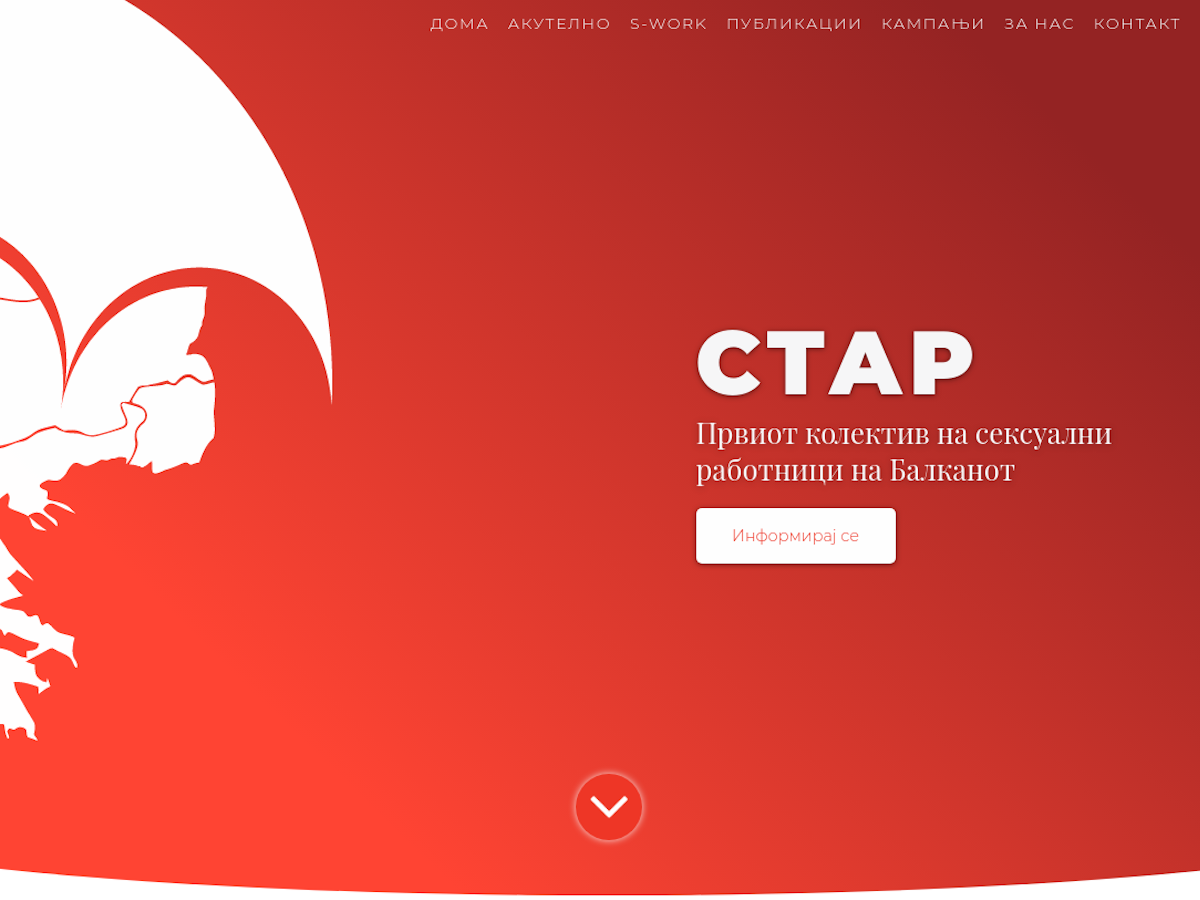 ДОМА АКУТЕЛНО S-WORK ПУБЛИКАЦИИ КАМПАЊИ ЗА НАС КОНТАКТ
СТАР
Првиот колектив на сексуални
работници на Балканот
Информирај се